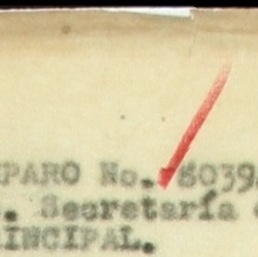 PARO No. 8039
. Secretaría
INCIPAL.